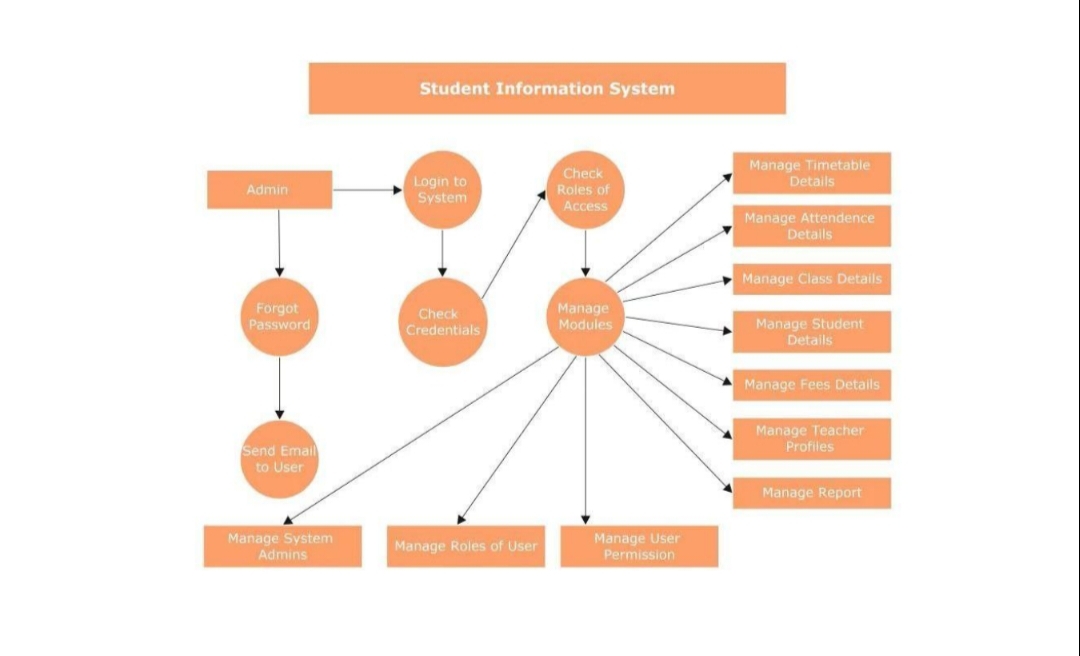 Student Information System
Admin
Login to
System
Check
Roles of
Access
Manage Timetable
Details
Manage Attendence
Details
Manage Class Details
Forgot
Password
Check
Credentials
Manage
Modules
Manage Student
Details
Manage Fees Details
Manage Teacher
Profiles
Send Email
to User
Manage Report
Manage System
Admins
Manage Roles of User
Manage User
Permission